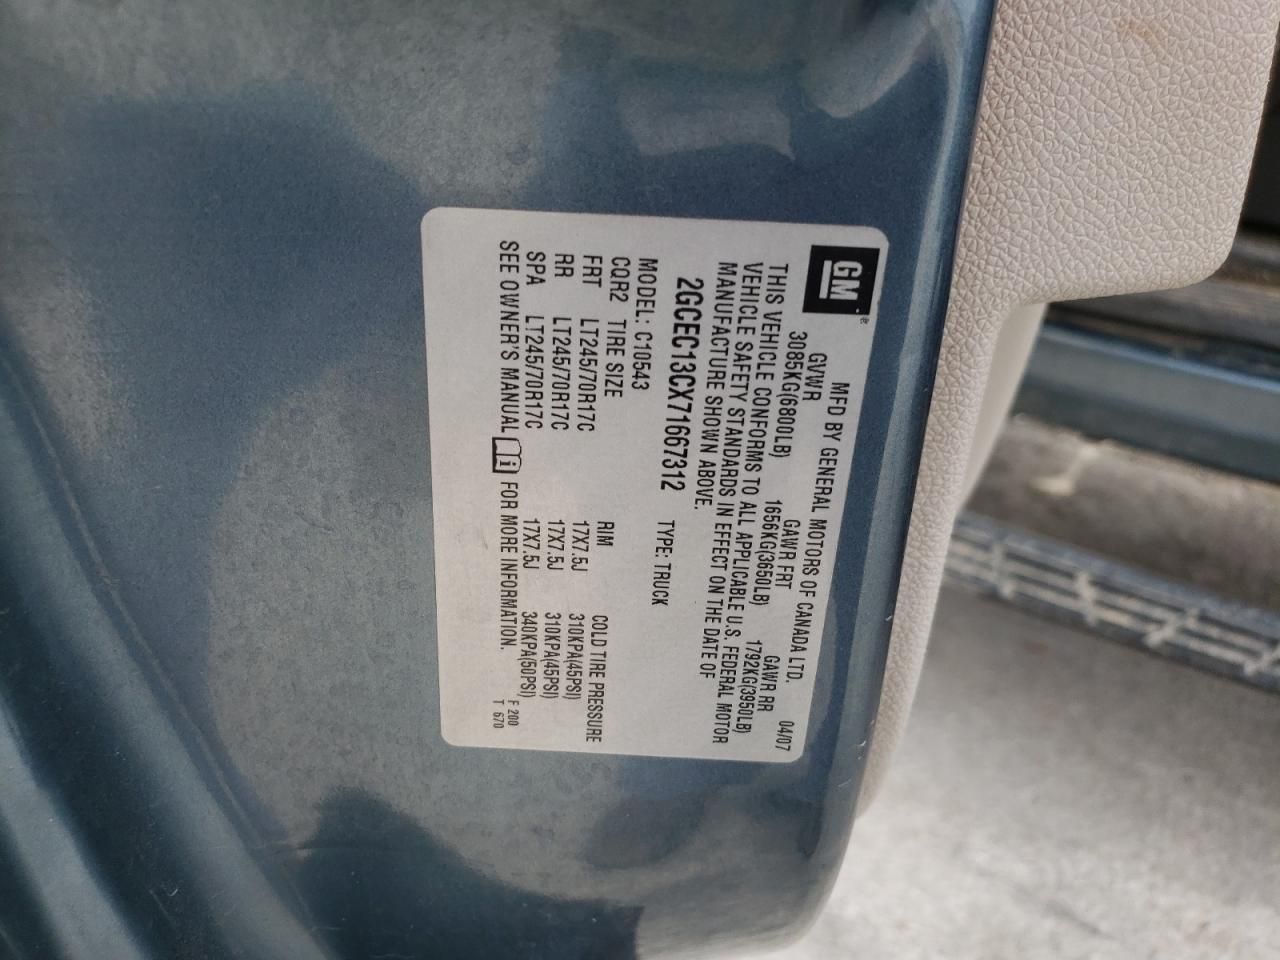 GM®
MFD BY GENERAL MOTORS OF CANADA LTD. 04/07
GVWR GAWR FRT GAWR RR
3085KG(6800LB) 1656KG(3650LB) 1792KG(3950LB)
THIS VEHICLE CONFORMS TO ALL APPLICABLE U.S. FEDERAL MOTOR
VEHICLE SAFETY STANDARDS IN EFFECT ON THE DATE OF
MANUFACTURE SHOWN ABOVE.
2GCEC13CX71667312 TYPE: TRUCK
MODEL: C10543
CQR2 TIRE SIZE RIM COLD TIRE PRESSURE
FRT LT245/70R17C 17X7.5J 310KPA(45PSI)
RR LT245/70R17C 17X7.5J 310KPA(45PSI)
SPA LT245/70R17C 17X7.5J 340KPA(50PSI)
SEE OWNER'S MANUAL i FOR MORE INFORMATION.
F 200
T 670